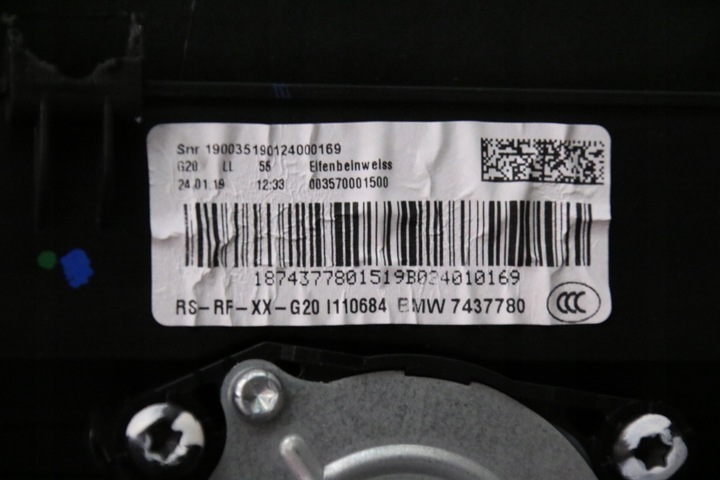 Snr 190035190124000169
G20 LL 55 Elfenbeinweiss
24.01.19 12:33 003570001500
1874377801519B024010169
RS-RF-XX-G20 I110684 BMW 7437780
CCC